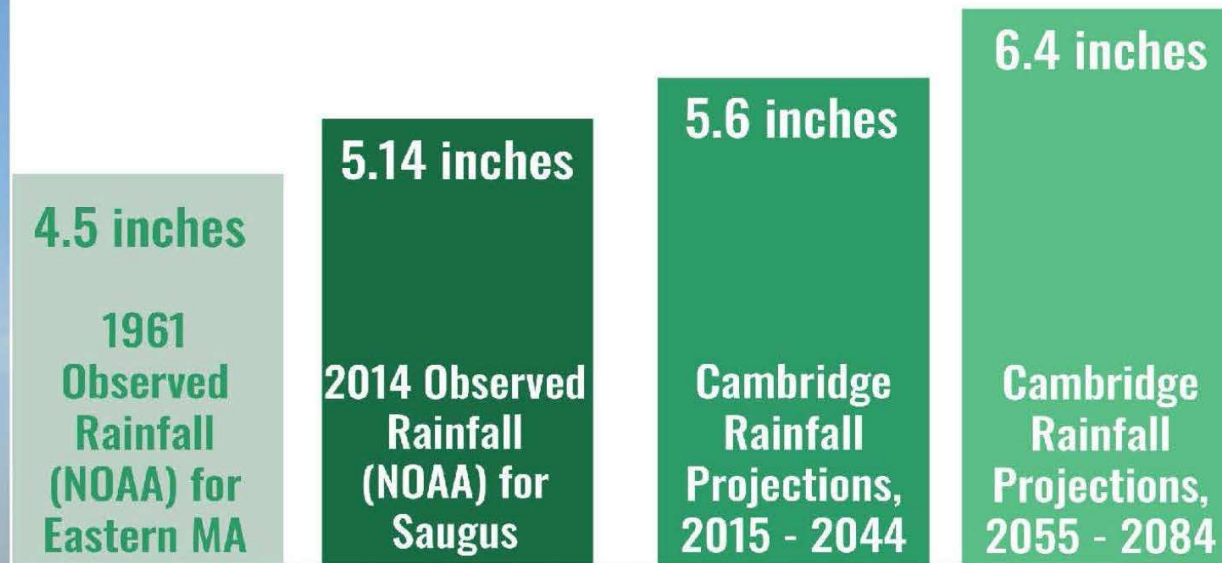 4.5 inches
1961
Observed
Rainfall
(NOAA) for
Eastern MA
5.14 inches
2014 Observed
Rainfall
(NOAA) for
Saugus
5.6 inches
Cambridge
Rainfall
Projections,
2015 - 2044
6.4 inches
Cambridge
Rainfall
Projections,
2055 - 2084